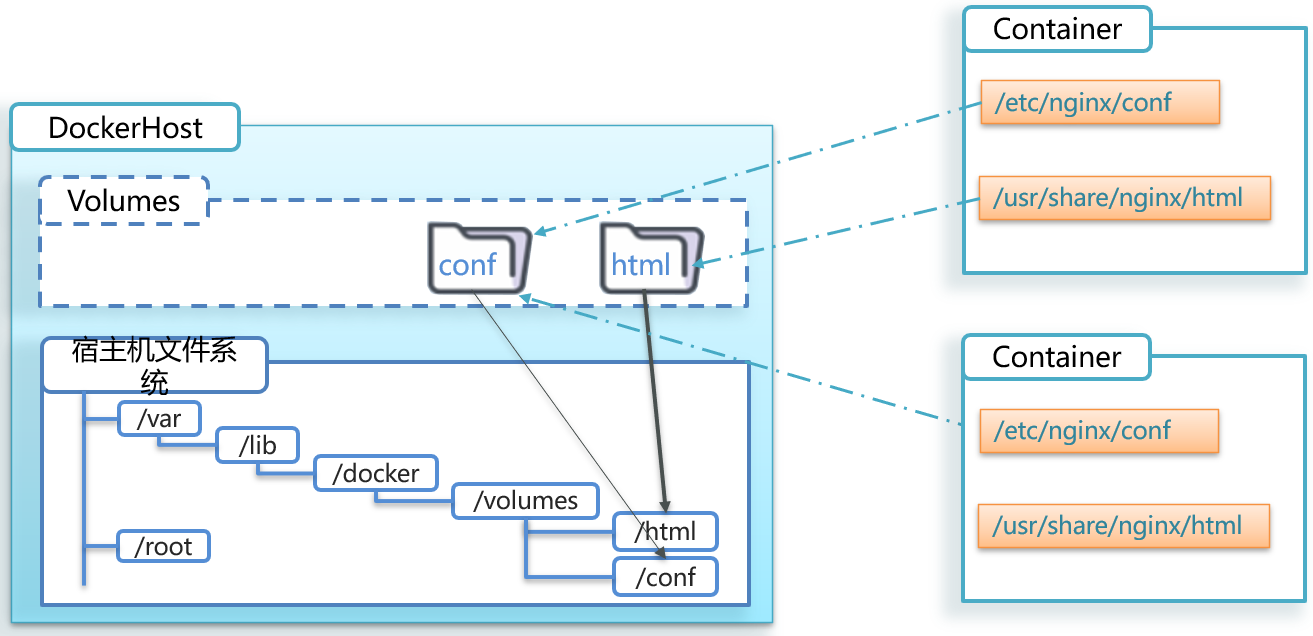 DockerHost
Volumes
conf
html
宿主机文件系
统
/var
/lib
/docker
/volumes
/html
/root
/conf
Container
/etc/nginx/conf
/usr/share/nginx/html
Container
/etc/nginx/conf
/usr/share/nginx/html